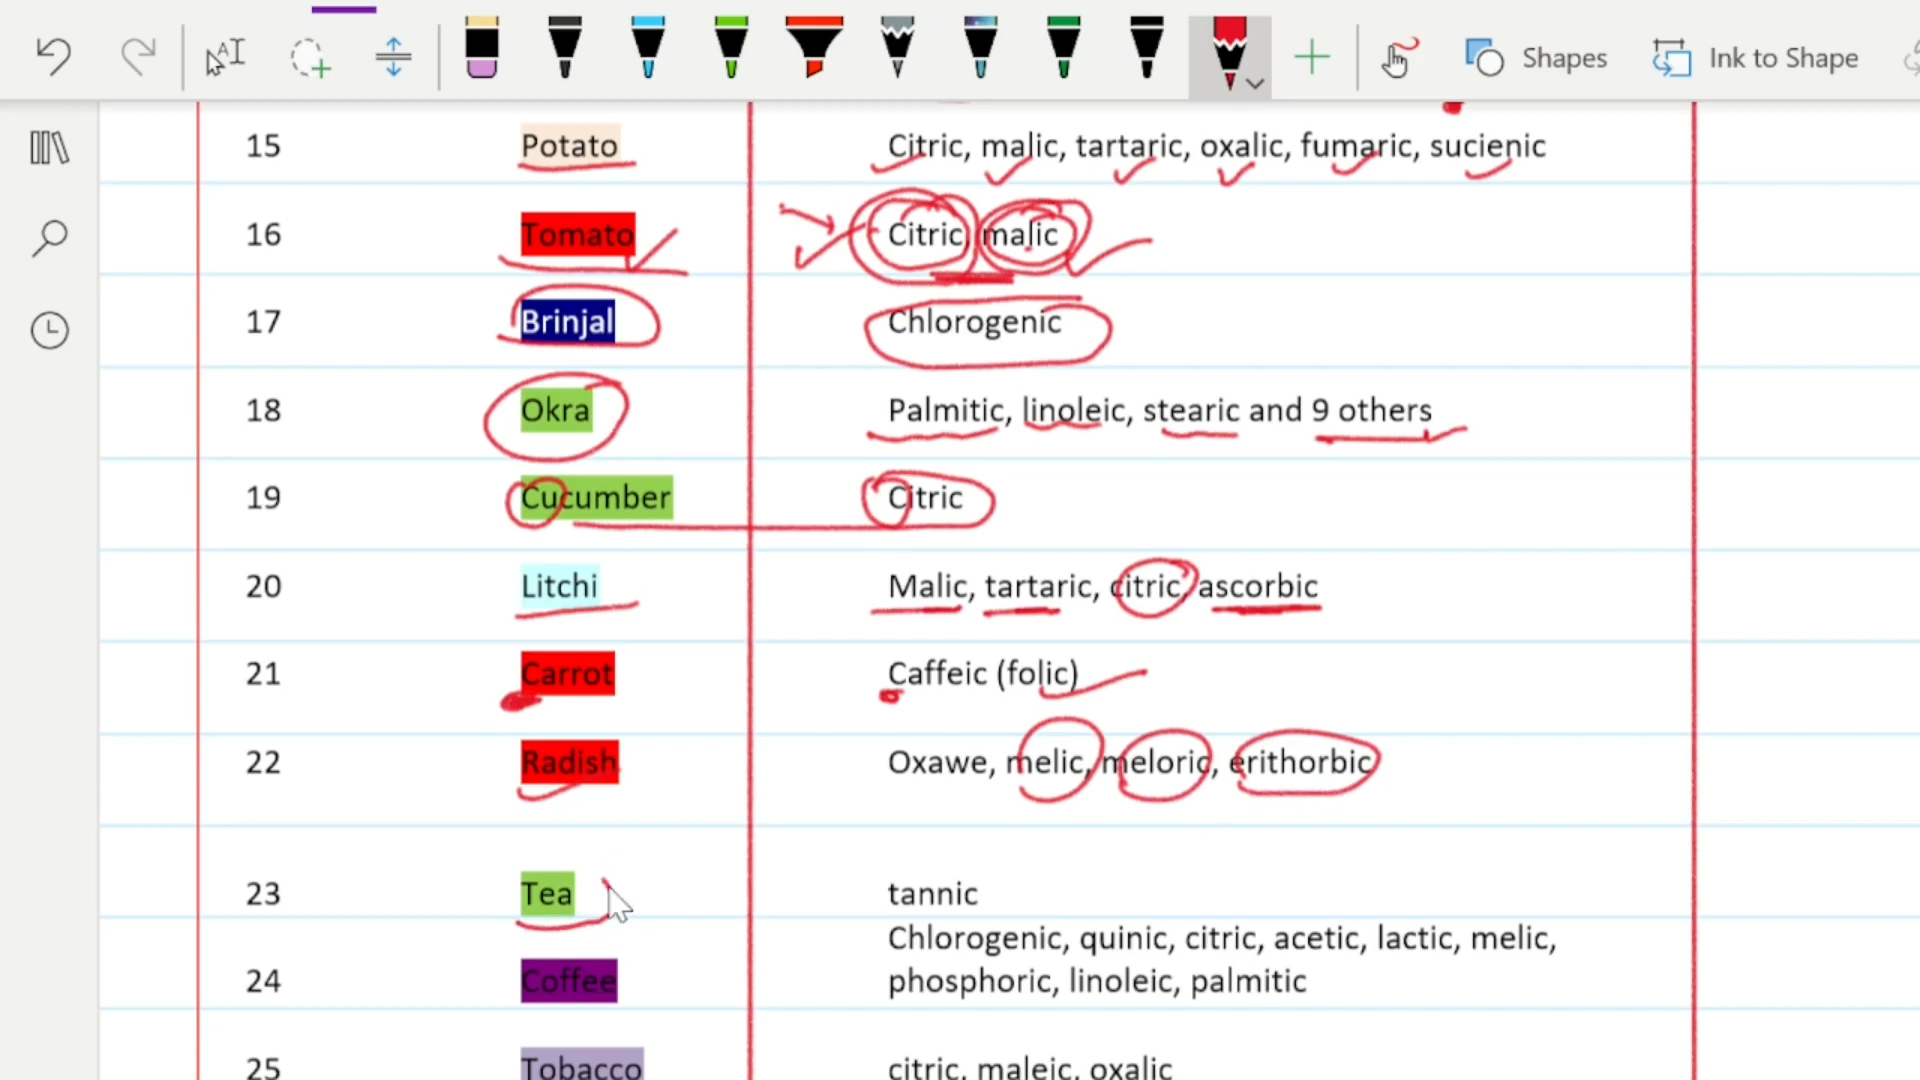 Shapes
Ink to Shape
15 Potato Citric, malic, tartaric, oxalic, fumaric, sucienic
16 Tomato Citric, malic
17 Brinjal Chlorogenic
18 Okra Palmitic, linoleic, stearic and 9 others
19 Cucumber Citric
20 Litchi Malic, tartaric, citric, ascorbic
21 Carrot Caffeic (folic)
22 Radish Oxawe, melic, meloric, erithorbic
23 Tea tannic
Chlorogenic, quinic, citric, acetic, lactic, melic,
24 Coffee phosphoric, linoleic, palmitic
25 Tobacco citric, maleic, oxalic